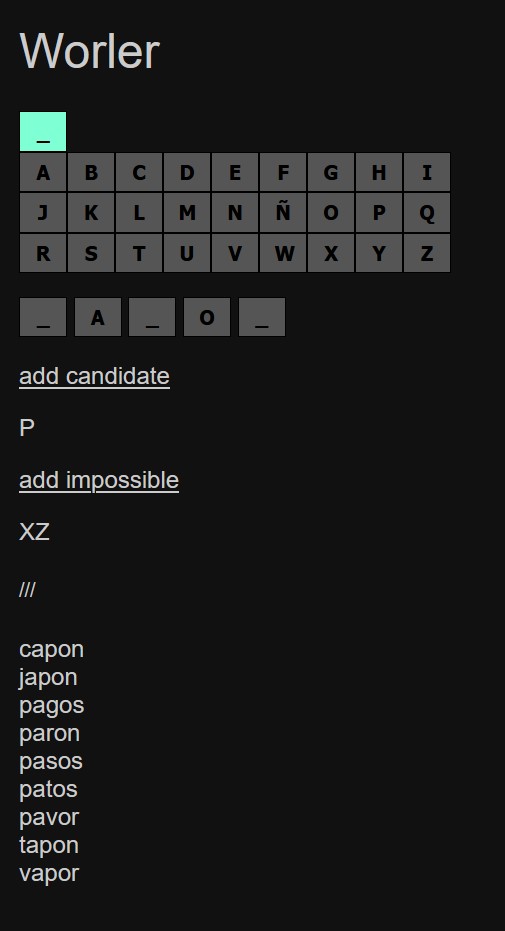 Worler
_
A B C D E F G H I
J K L M N Ñ O P Q
R S T U V W X Y Z
_ A _ O _
add candidate
P
add impossible
XZ
///
capon
japon
pagos
paron
pasos
patos
pavor
tapon
vapor